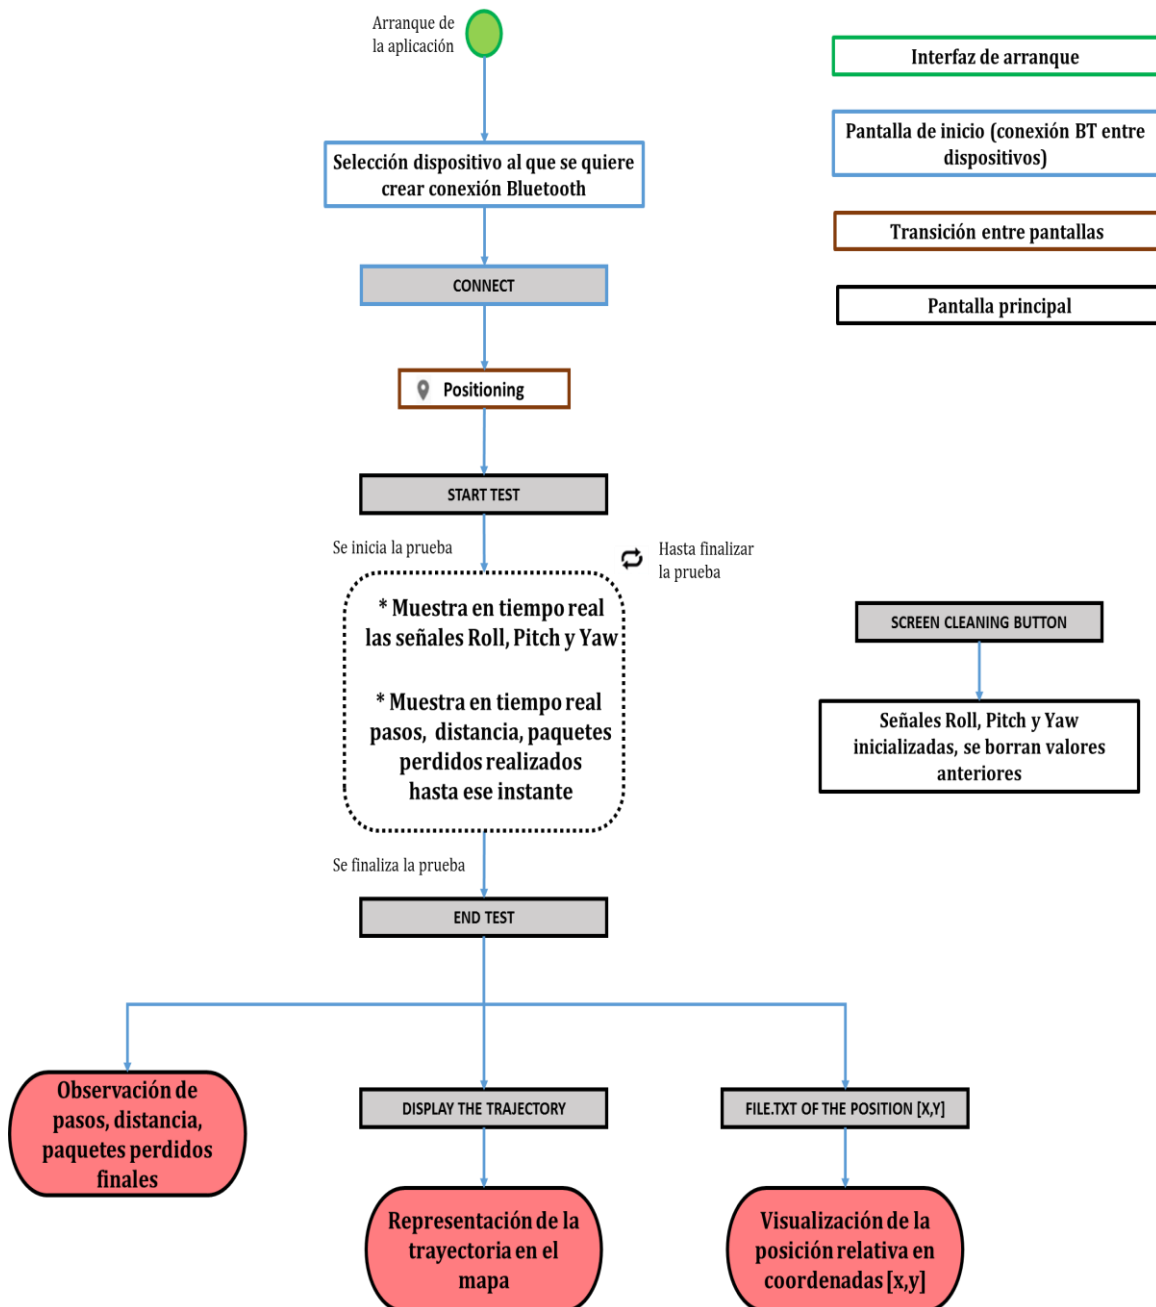 Arranque de
la aplicación
Interfaz de arranque
Pantalla de inicio (conexión BT entre
dispositivos)
Selección dispositivo al que se quiere
crear conexión Bluetooth
Transición entre pantallas
CONNECT
Pantalla principal
Positioning
START TEST
Se inicia la prueba
Hasta finalizar
la prueba
* Muestra en tiempo real
las señales Roll, Pitch y Yaw
* Muestra en tiempo real
pasos, distancia, paquetes
perdidos realizados
hasta ese instante
SCREEN CLEANING BUTTON
Señales Roll, Pitch y Yaw
inicializadas, se borran valores
anteriores
Se finaliza la prueba
END TEST
Observación de
pasos, distancia,
paquetes perdidos
finales
DISPLAY THE TRAJECTORY
FILE.TXT OF THE POSITION [X,Y]
Representación de la
trayectoria en el
mapa
Visualización de la
posición relativa en
coordenadas [x,y]